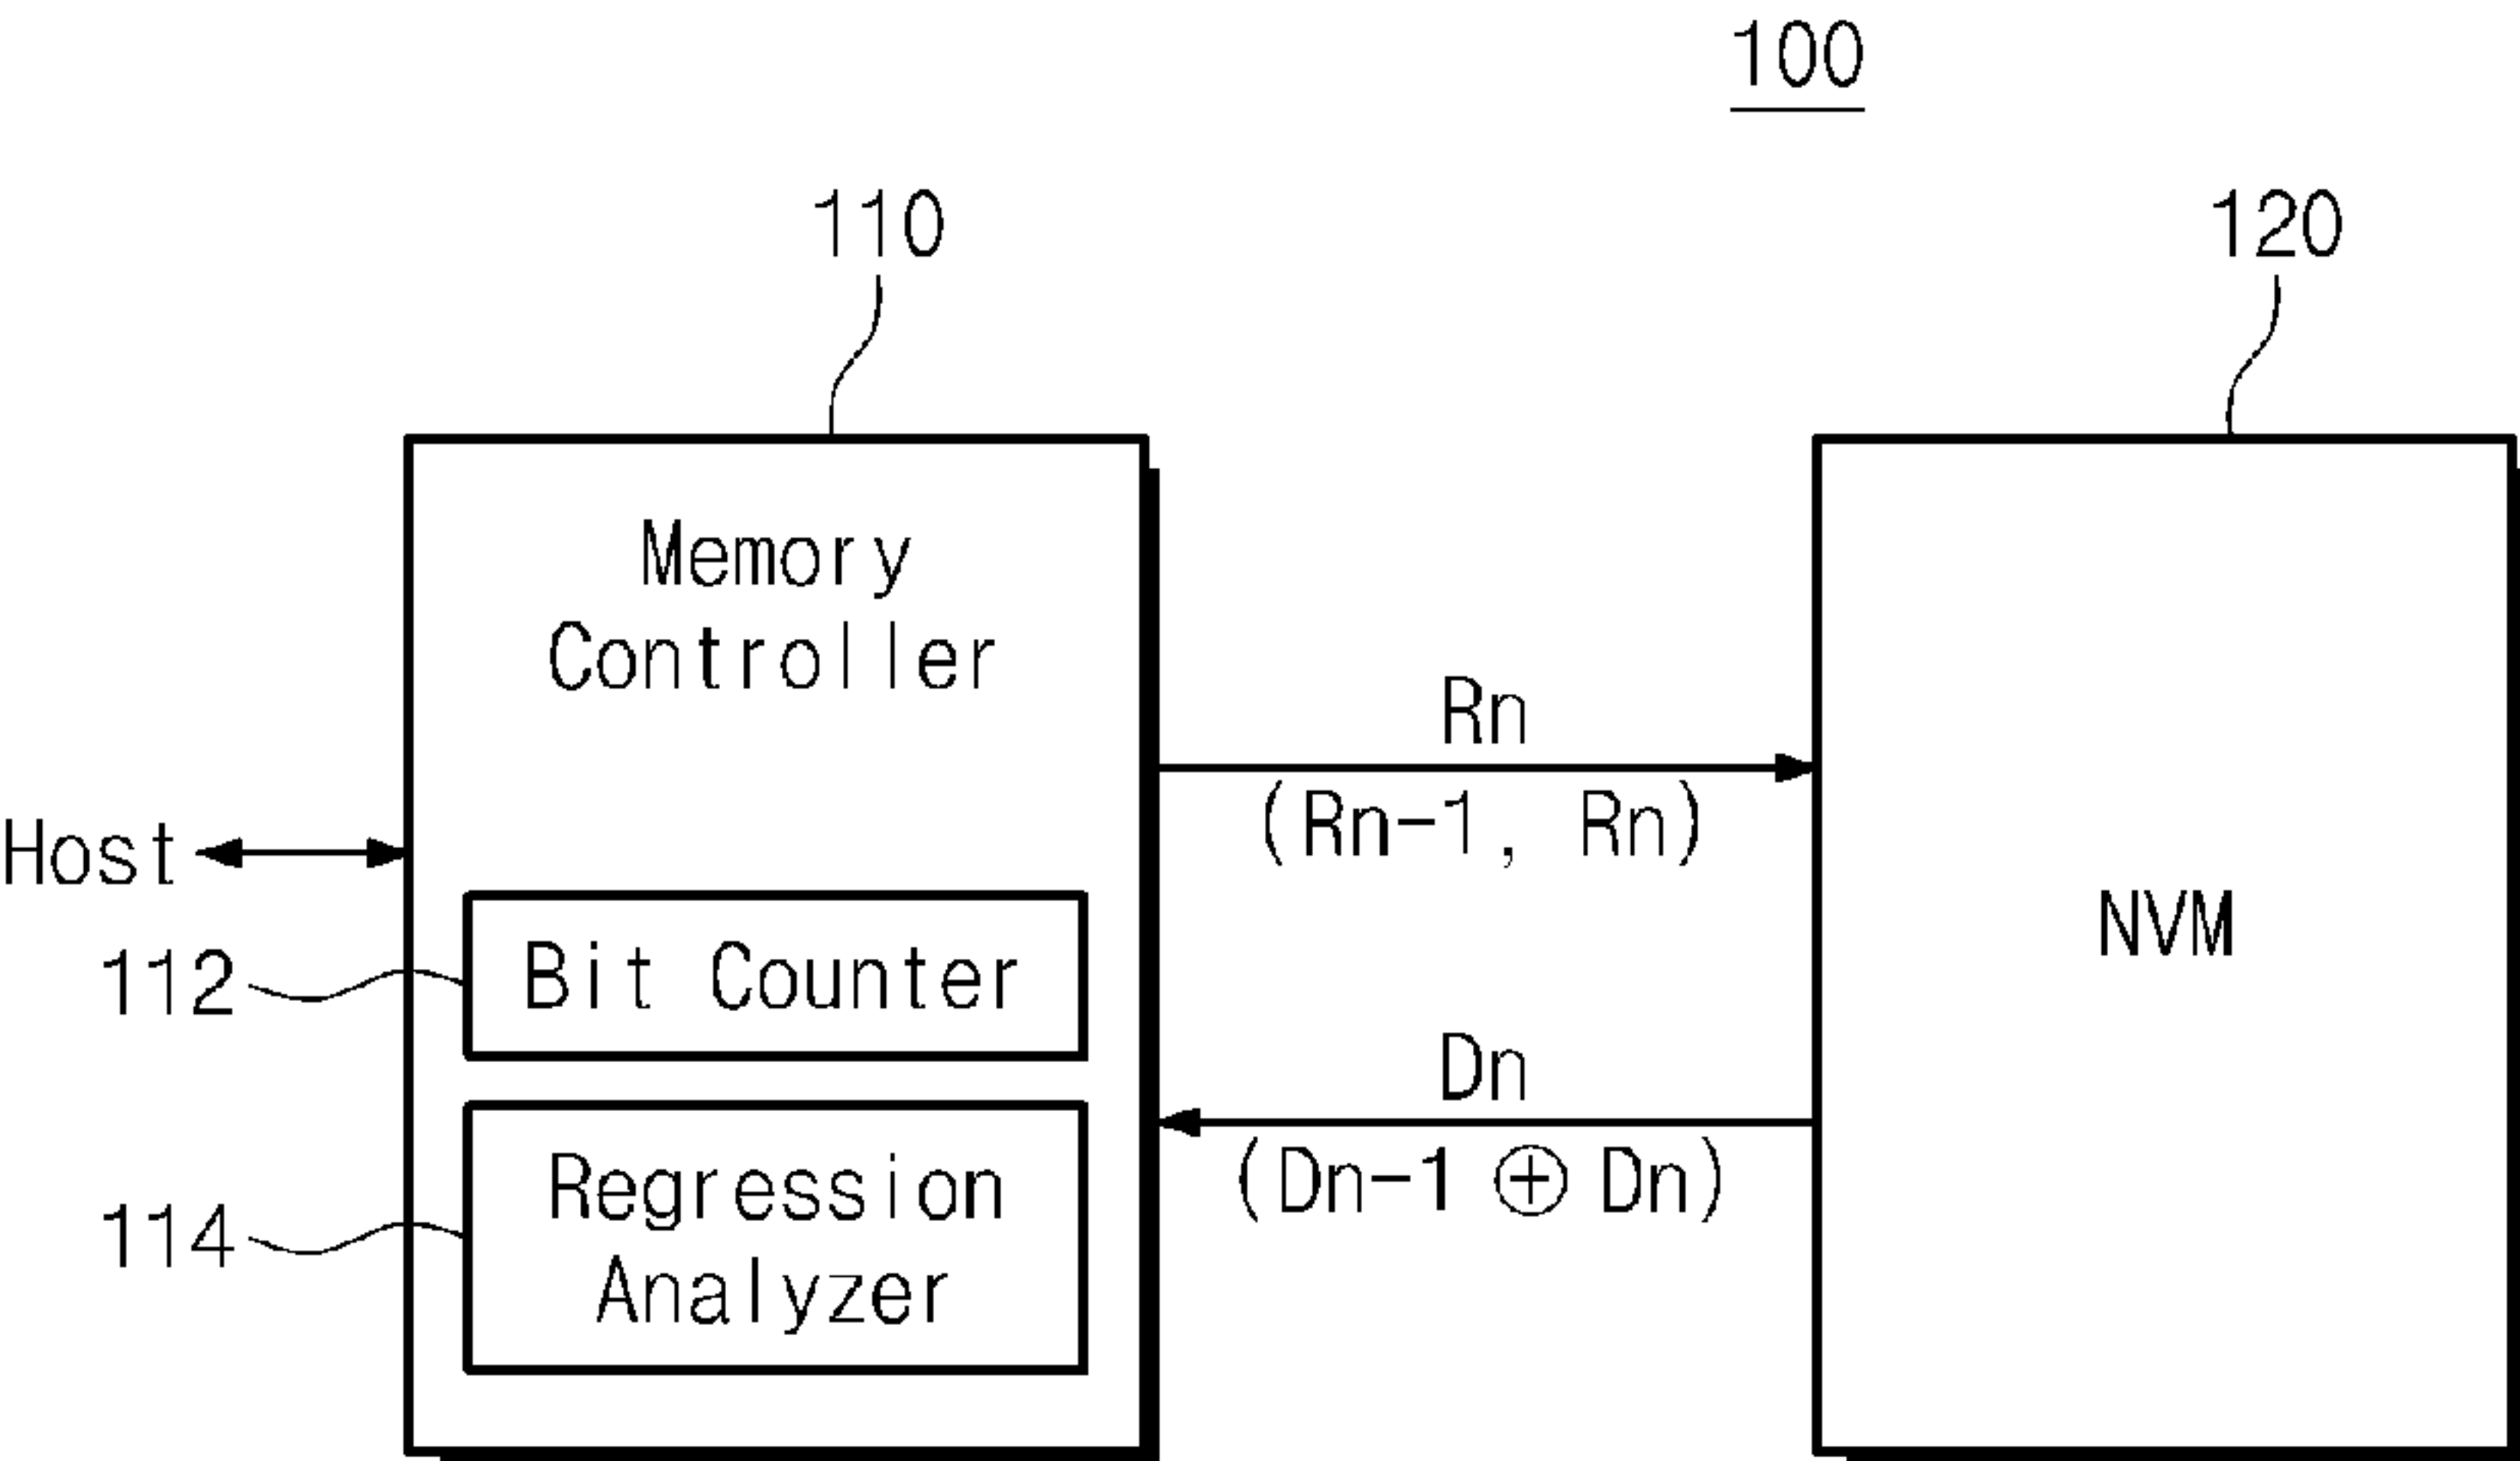 100
110
120
Memory
Controller
Rn
(Rn-1, Rn)
Host
NVM
112
Bit Counter
Dn
(Dn-1 ⊕ Dn)
114
Regression
Analyzer